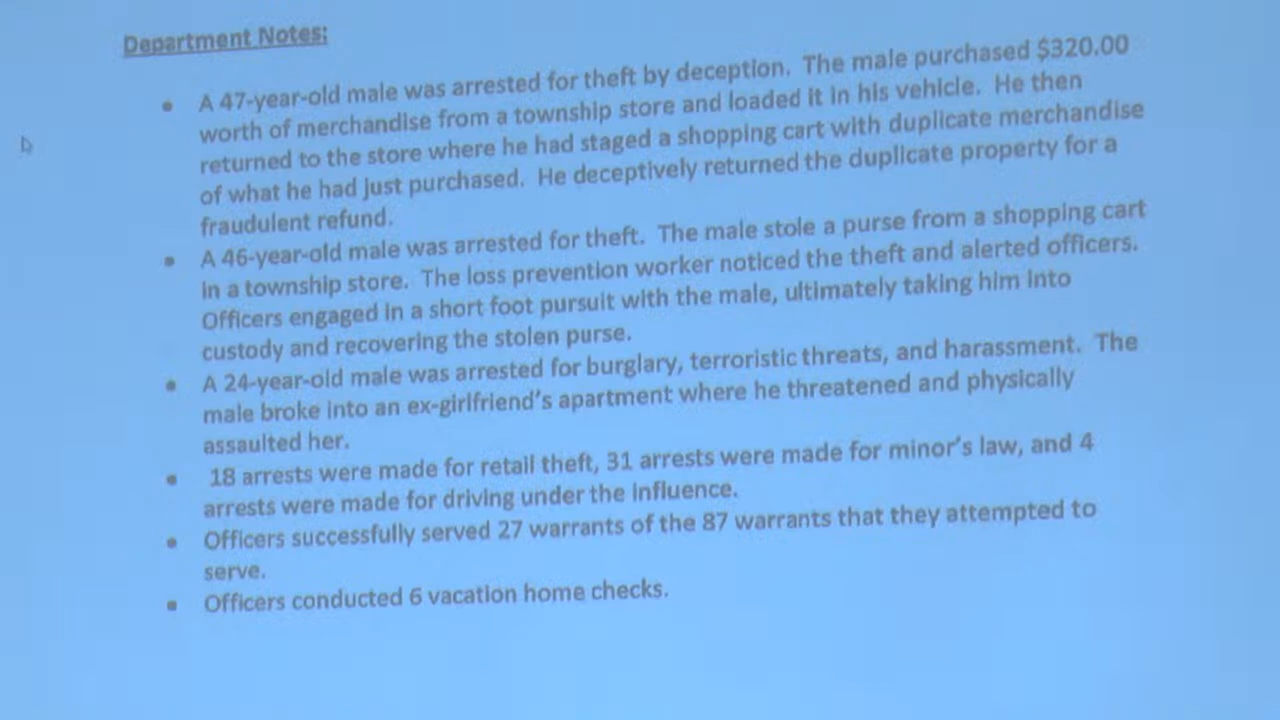 Department Notes:
• A 47-year-old male was arrested for theft by deception. The male purchased $320.00
worth of merchandise from a township store and loaded it in his vehicle. He then
returned to the store where he had staged a shopping cart with duplicate merchandise
of what he had just purchased. He deceptively returned the duplicate property for a
fraudulent refund.
• A 46-year-old male was arrested for theft. The male stole a purse from a shopping cart
in a township store. The loss prevention worker noticed the theft and alerted officers.
Officers engaged in a short foot pursuit with the male, ultimately taking him into
custody and recovering the stolen purse.
• A 24-year-old male was arrested for burglary, terroristic threats, and harassment. The
male broke into an ex-girlfriend's apartment where he threatened and physically
assaulted her.
• 18 arrests were made for retail theft, 31 arrests were made for minor's law, and 4
arrests were made for driving under the influence.
• Officers successfully served 27 warrants of the 87 warrants that they attempted to
serve.
• Officers conducted 6 vacation home checks.